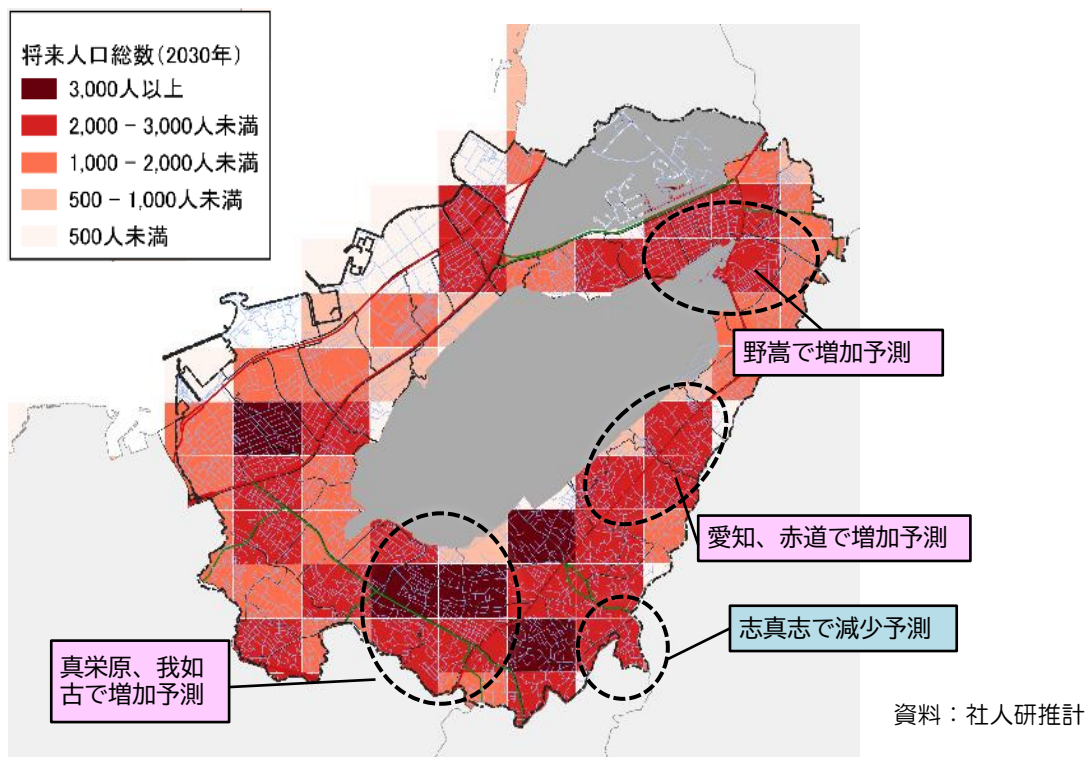 将来人口総数(2030年)
3,000人以上
2,000 - 3,000人未満
1,000 - 2,000人未満
500 - 1,000人未満
500人未満
野嵩で増加予測
愛知、赤道で増加予測
志真志で減少予測
真栄原、我如
古で増加予測
資料：社人研推計